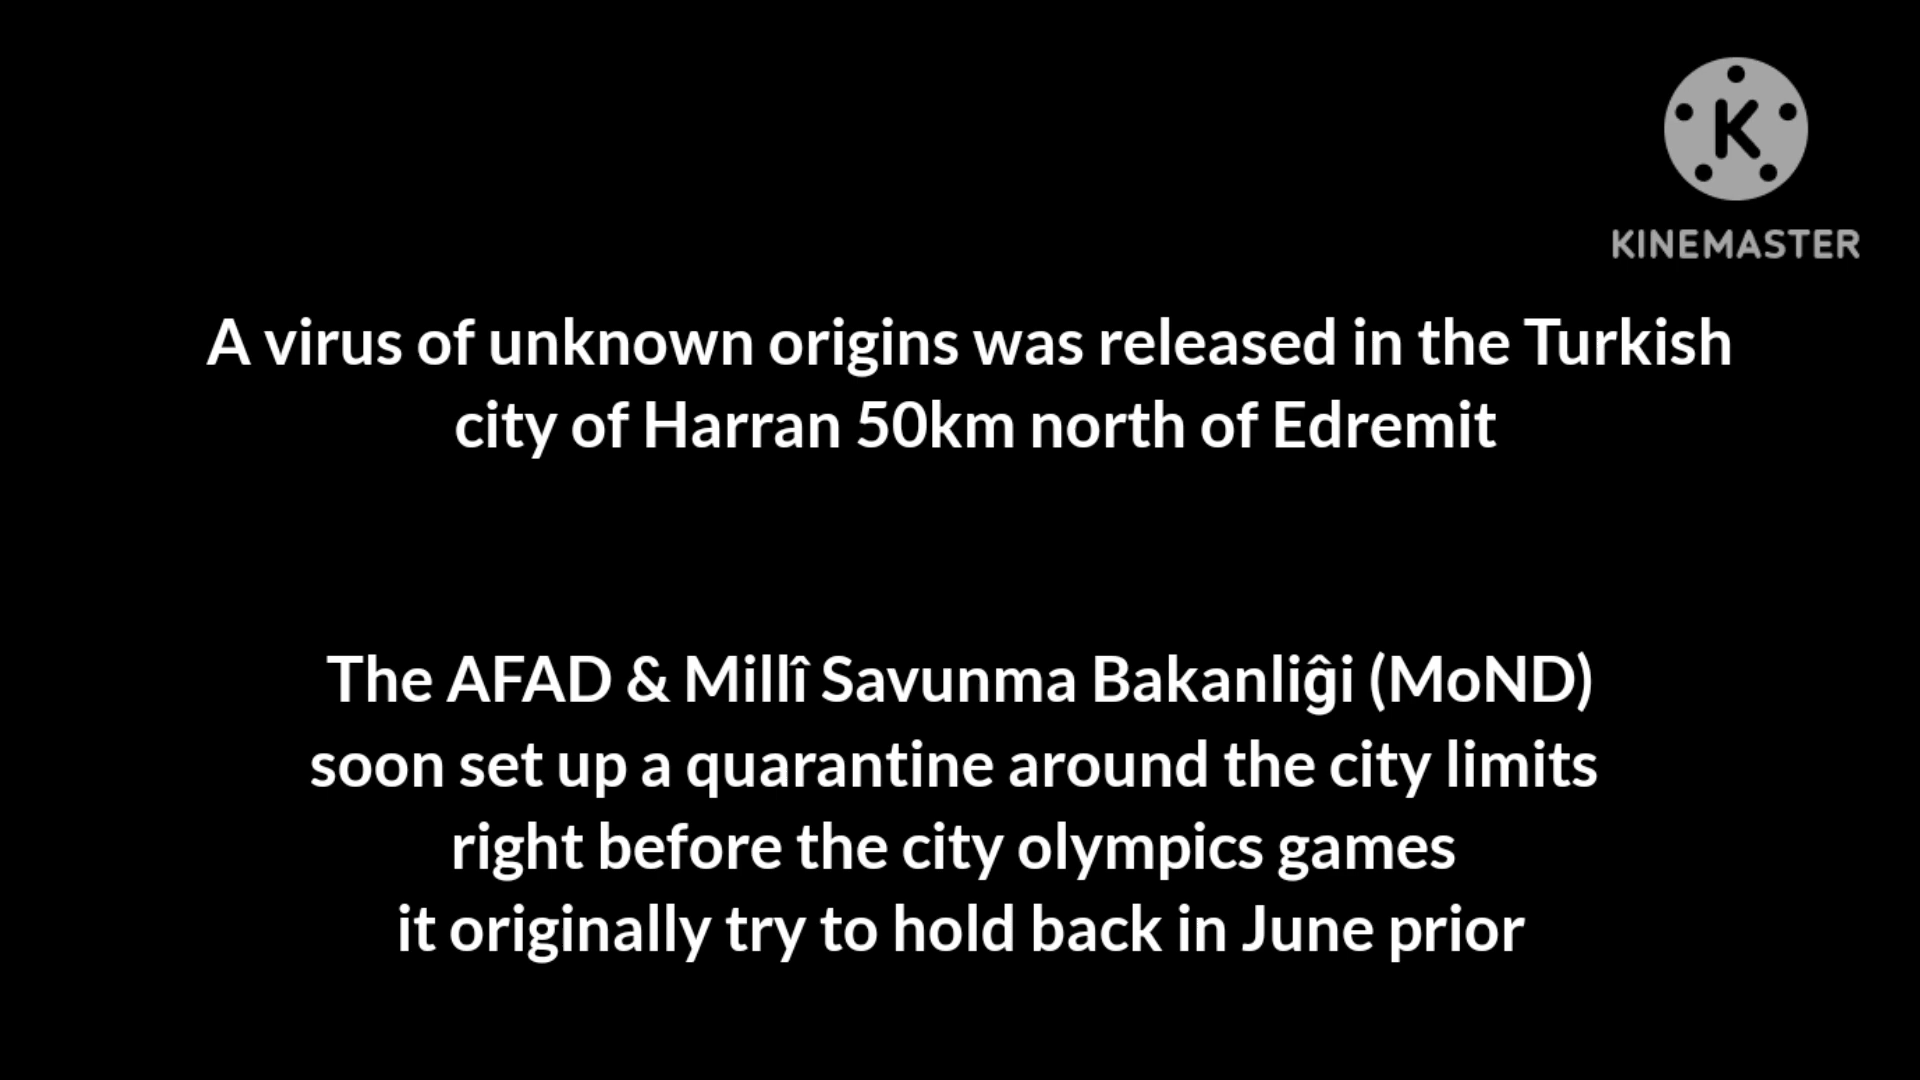 KINEMASTER
A virus of unknown origins was released in the Turkish
city of Harran 50km north of Edremit
The AFAD & Millî Savunma Bakanliĝi (MoND)
soon set up a quarantine around the city limits
right before the city olympics games
it originally try to hold back in June prior